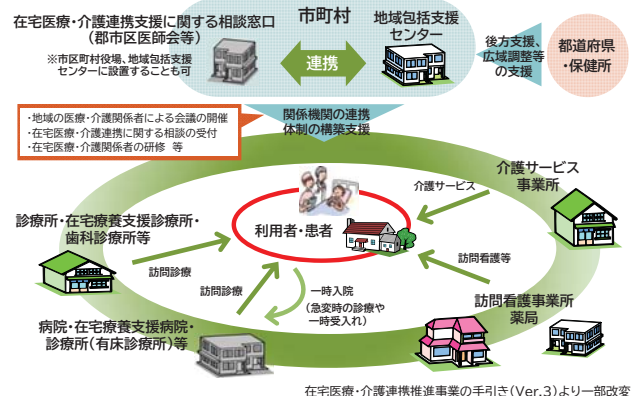 在宅医療・介護連携支援に関する相談窓口
(郡市区医師会等)
※市区町村役場、地域包括支援
センターに設置することも可
市町村
連携
地域包括支援
センター
後方支援、
広域調整等
の支援
都道府県
・保健所
・地域の医療・介護関係者による会議の開催
・在宅医療・介護連携に関する相談の受付
・在宅医療・介護関係者の研修 等
関係機関の連携
体制の構築支援
介護サービス
事業所
介護サービス
利用者・患者
診療所・在宅療養支援診療所・
歯科診療所等
訪問診療
訪問看護等
訪問診療
一時入院
(急変時の診療や
一時受入れ)
訪問看護事業所
薬局
病院・在宅療養支援病院・
診療所(有床診療所)等
在宅医療・介護連携推進事業の手引き(Ver.3)より一部改変